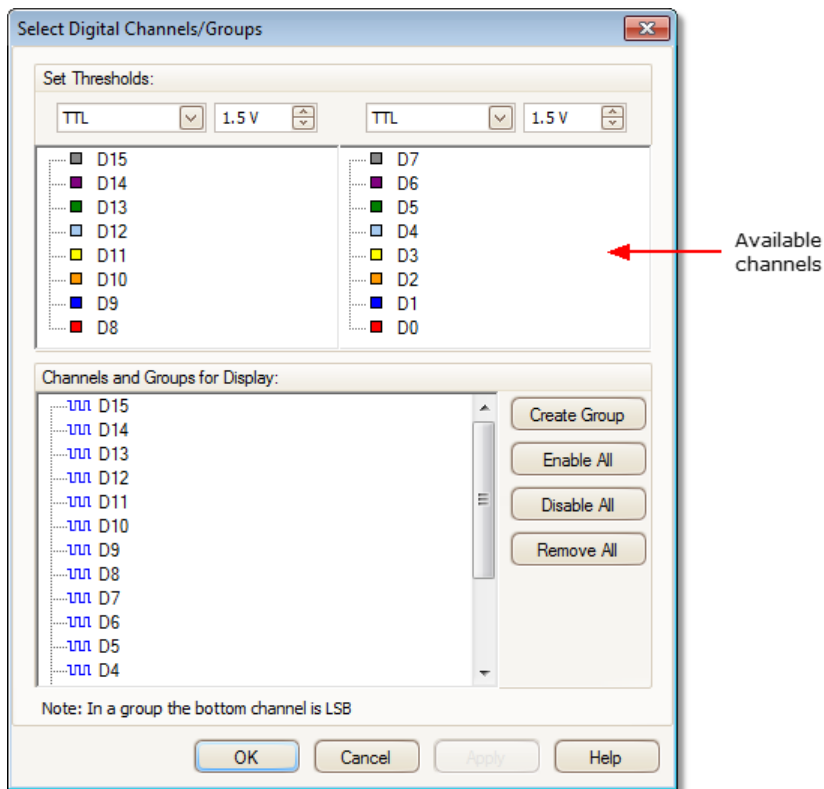 Select Digital Channels/Groups
Set Thresholds:
TTL 1.5 V TTL 1.5 V
D15
D14
D13
D12
D11
D10
D9
D8
D7
D6
D5
D4
D3
D2
D1
D0
Available
channels
Channels and Groups for Display:
D15
D14
D13
D12
D11
D10
D9
D8
D7
D6
D5
D4
Create Group
Enable All
Disable All
Remove All
Note: In a group the bottom channel is LSB
OK Cancel Apply Help